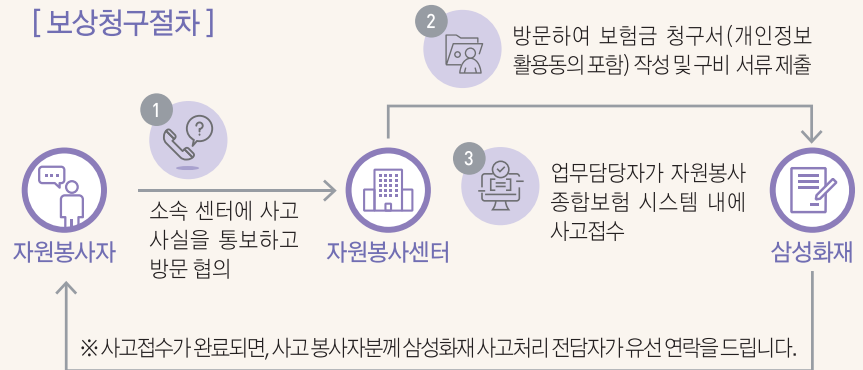 [ 보상청구절차 ]
1
소속 센터에 사고
사실을 통보하고
방문 협의
2
방문하여 보험금 청구서(개인정보
활용동의 포함) 작성 및 구비 서류 제출
3
업무담당자가 자원봉사
종합보험 시스템 내에
사고접수
자원봉사자
자원봉사센터
삼성화재
※ 사고접수가 완료되면, 사고 봉사자분께 삼성화재 사고처리 전담자가 유선 연락을 드립니다.